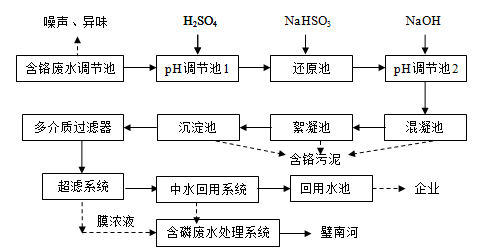 噪声、异味
H₂SO₄
NaHSO₃
NaOH
含铬废水调节池
pH调节池1
还原池
pH调节池2
多介质过滤器
沉淀池
絮凝池
混凝池
含铬污泥
超滤系统
中水回用系统
回用水池
企业
膜浓液
含磷废水处理系统
璧南河